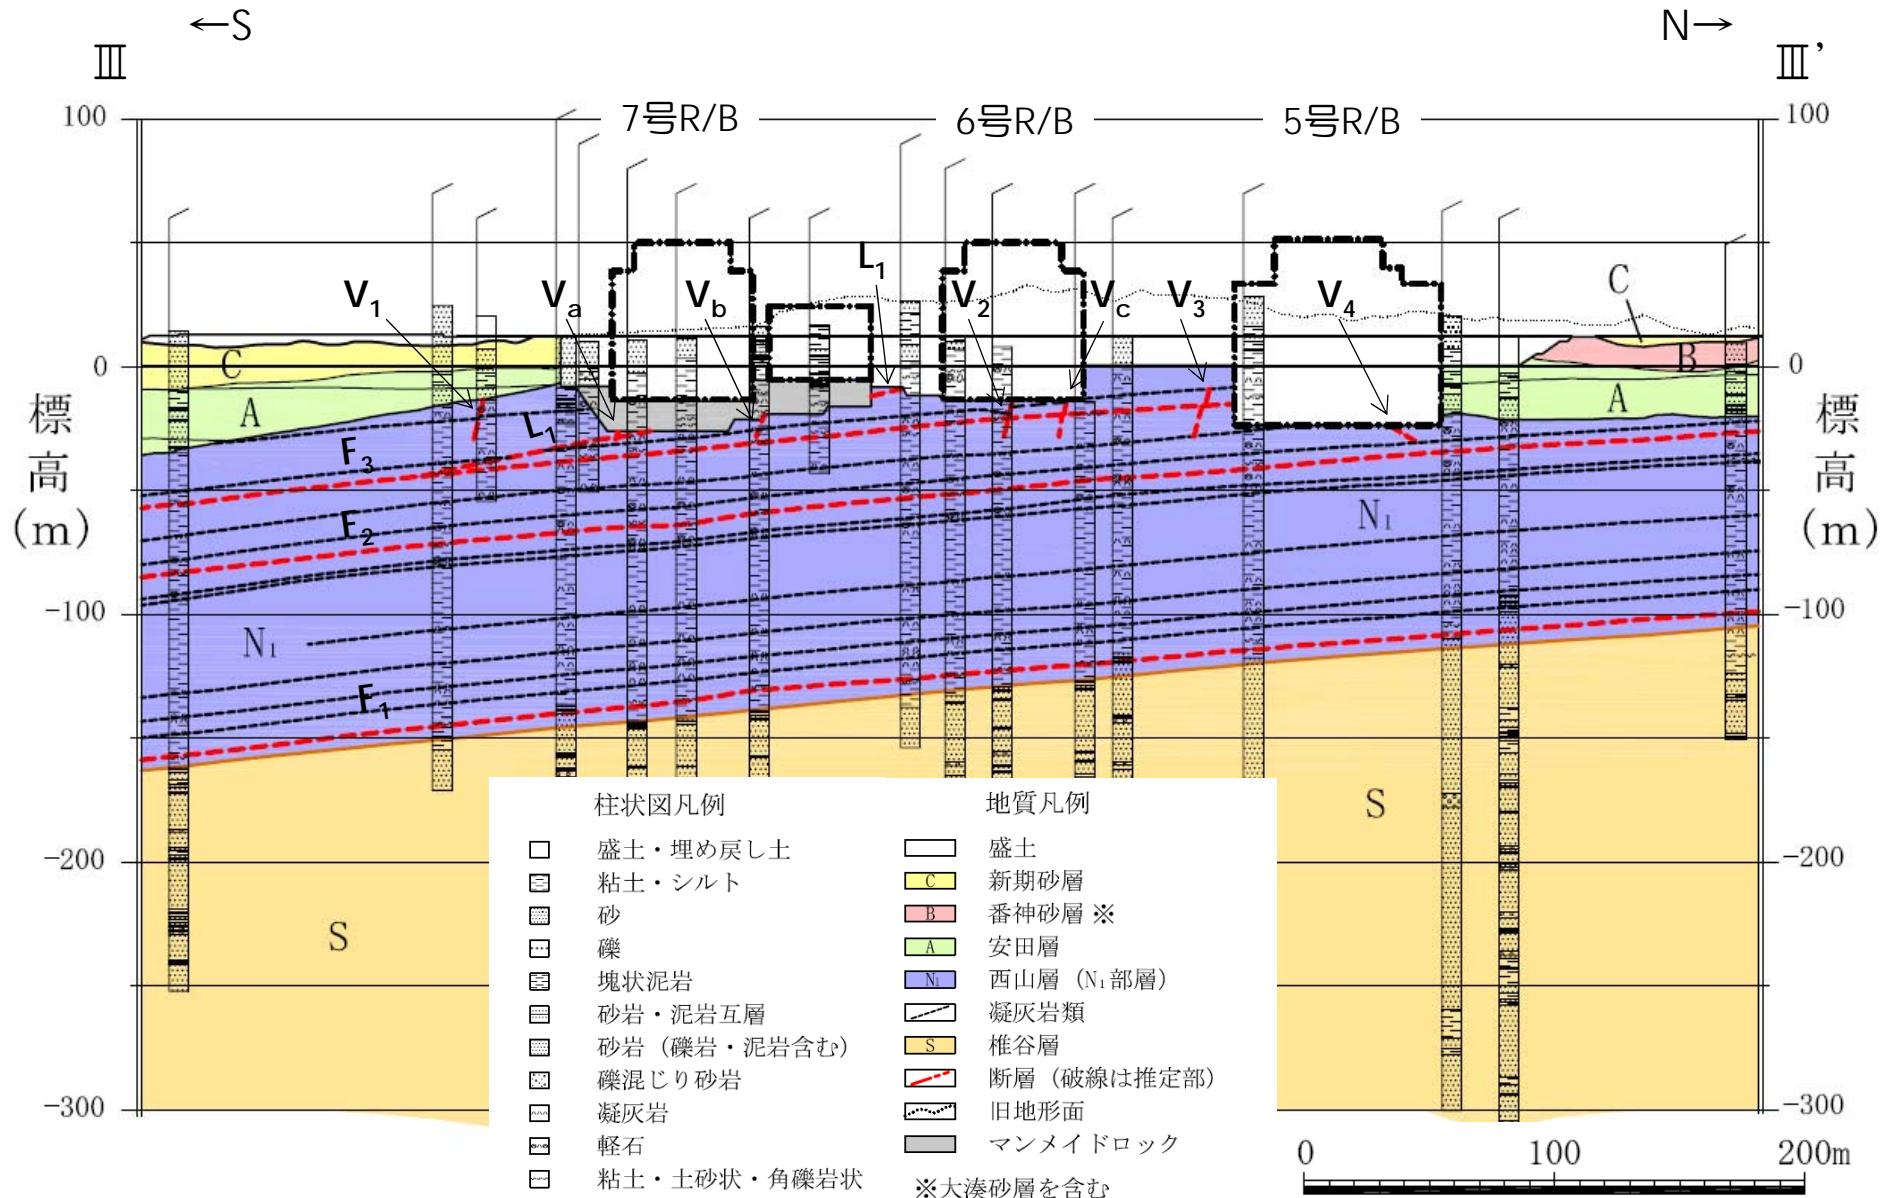 ←S
N→
Ⅲ
Ⅲ’
7号R/B
6号R/B
5号R/B
100
100
L1
V1
Va
Vb
V2
Vc
V3
V4
C
C
B
0
0
A
A
L1
F3
F2
N1
N1
F1
標高(m)
標高(m)
-100
-100
S
S
-200
-200
-300
-300
柱状図凡例
盛土・埋め戻し土
粘土・シルト
砂
礫
塊状泥岩
砂岩・泥岩互層
砂岩（礫岩・泥岩含む）
礫混じり砂岩
凝灰岩
軽石
粘土・土砂状・角礫岩状
地質凡例
盛土
C 新期砂層
B 番神砂層 ※
A 安田層
N1 西山層（N1部層）
凝灰岩類
S 椎谷層
断層（破線は推定部）
旧地形面
マンメイドロック
※大湊砂層を含む
0 100 200m